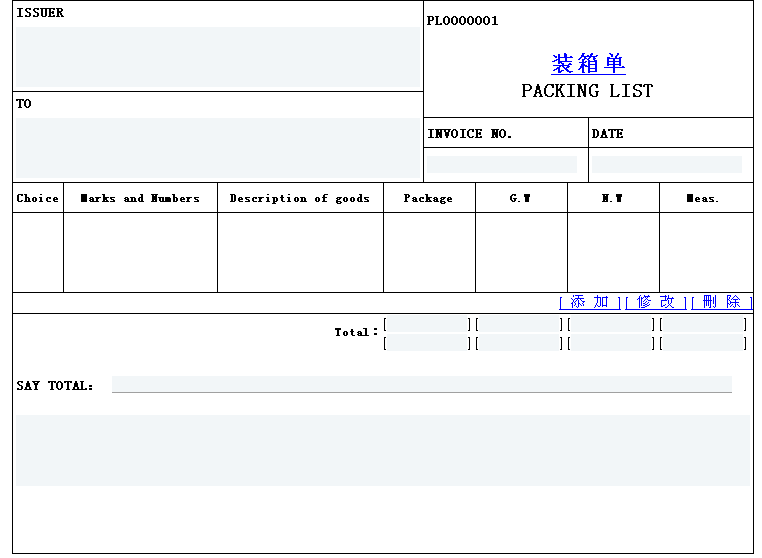 ISSUER
PL0000001
装箱单
PACKING LIST
TO
INVOICE NO.
DATE
Choice
Marks and Numbers
Description of goods
Package
G.W
N.W
Meas.
[ 添 加 ][ 修 改 ][ 刪 除 ]
Total：
[ ][ ][ ][ ]
[ ][ ][ ][ ]
SAY TOTAL: